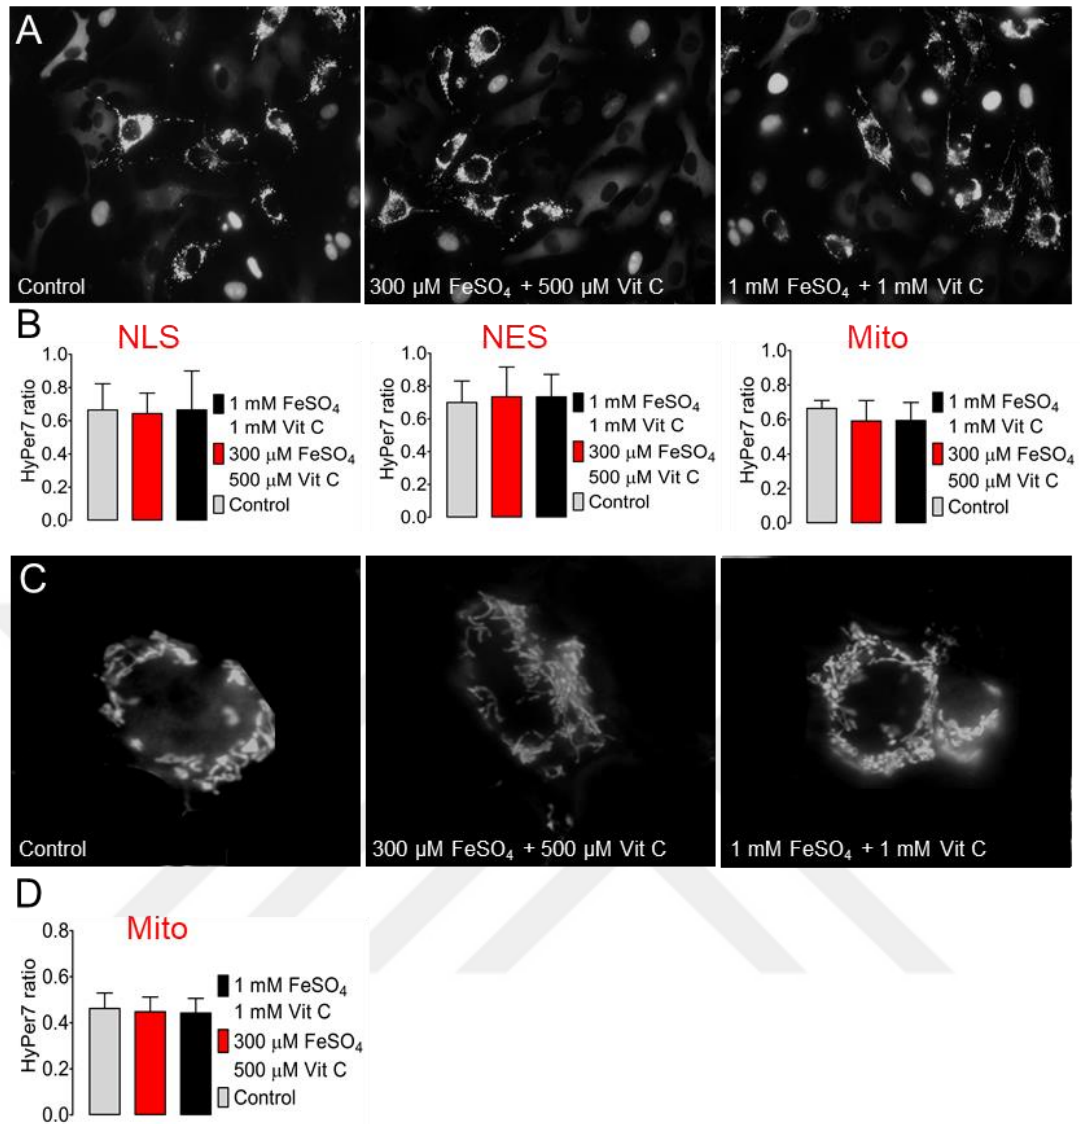 A
Control
300 µM FeSO₄ + 500 µM Vit C
1 mM FeSO₄ + 1 mM Vit C
B
NLS
HyPer7 ratio
1.0
0.8
0.6
0.4
0.2
0.0
1 mM FeSO₄
1 mM Vit C
300 µM FeSO₄
500 µM Vit C
Control
NES
HyPer7 ratio
1.0
0.8
0.6
0.4
0.2
0.0
1 mM FeSO₄
1 mM Vit C
300 µM FeSO₄
500 µM Vit C
Control
Mito
HyPer7 ratio
1.0
0.8
0.6
0.4
0.2
0.0
1 mM FeSO₄
1 mM Vit C
300 µM FeSO₄
500 µM Vit C
Control
C
Control
300 µM FeSO₄ + 500 µM Vit C
1 mM FeSO₄ + 1 mM Vit C
D
Mito
HyPer7 ratio
0.8
0.6
0.4
0.2
0.0
1 mM FeSO₄
1 mM Vit C
300 µM FeSO₄
500 µM Vit C
Control